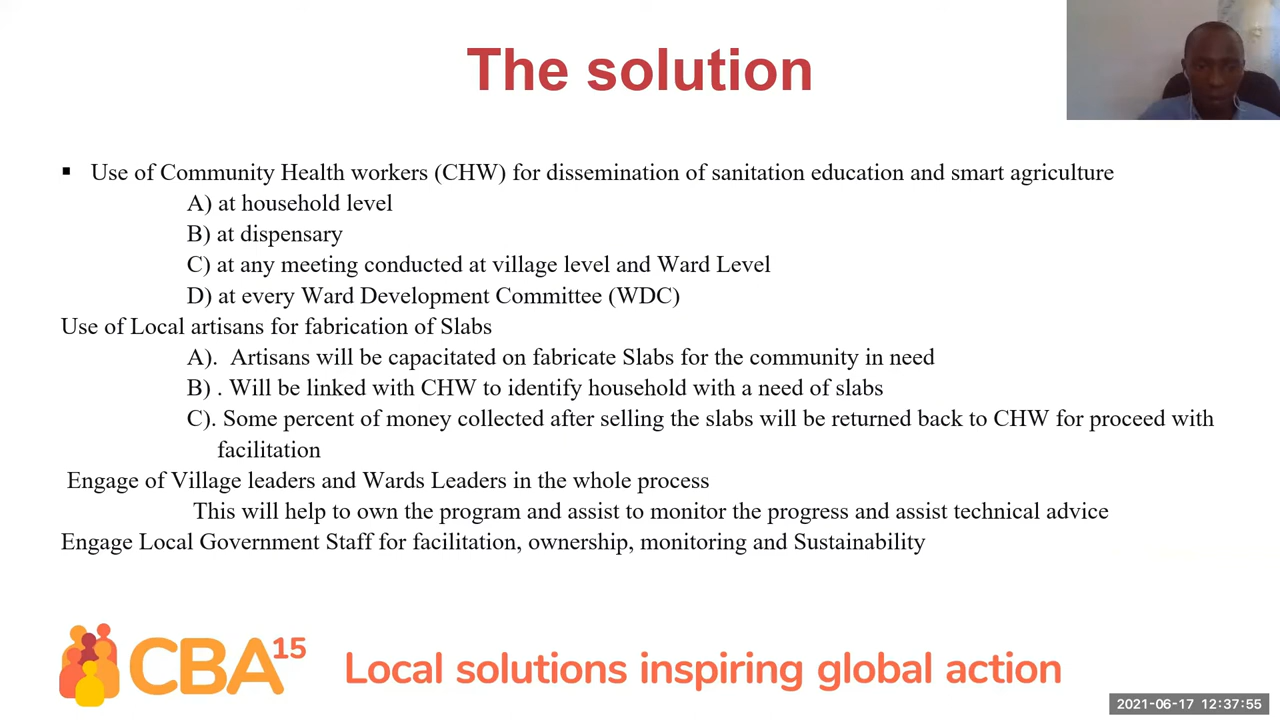 The solution
▪ Use of Community Health workers (CHW) for dissemination of sanitation education and smart agriculture
A) at household level
B) at dispensary
C) at any meeting conducted at village level and Ward Level
D) at every Ward Development Committee (WDC)
Use of Local artisans for fabrication of Slabs
A). Artisans will be capacitated on fabricate Slabs for the community in need
B) . Will be linked with CHW to identify household with a need of slabs
C). Some percent of money collected after selling the slabs will be returned back to CHW for proceed with
facilitation
Engage of Village leaders and Wards Leaders in the whole process
This will help to own the program and assist to monitor the progress and assist technical advice
Engage Local Government Staff for facilitation, ownership, monitoring and Sustainability
CBA15
Local solutions inspiring global action
2021-06-17 12:37:55